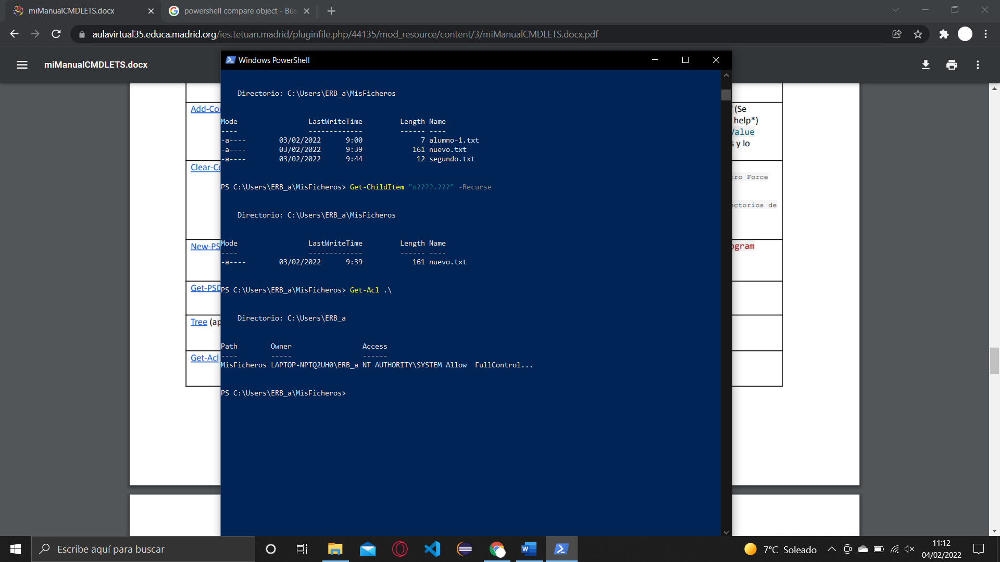 miManualCMDLETS.docx
powershell compare object - Bús
aulavirtual35.educa.madrid.org/ies.tetuan.madrid/pluginfile.php/44135/mod_resource/content/3/miManualCMDLETS.docx.pdf
miManualCMDLETS.docx
Windows PowerShell
Directorio: C:\Users\ERB_a\MisFicheros
Mode LastWriteTime Length Name
---- ------------- ------ ----
-a---- 03/02/2022 9:00 7 alumno-1.txt
-a---- 03/02/2022 9:39 161 nuevo.txt
-a---- 03/02/2022 9:44 12 segundo.txt
PS C:\Users\ERB_a\MisFicheros> Get-ChildItem "n????.???" -Recurse
Directorio: C:\Users\ERB_a\MisFicheros
Mode LastWriteTime Length Name
---- ------------- ------ ----
-a---- 03/02/2022 9:39 161 nuevo.txt
PS C:\Users\ERB_a\MisFicheros> Get-Acl .\
Directorio: C:\Users\ERB_a
Path Owner Access
---- ----- ------
MisFicheros LAPTOP-NPTQ2UH0\ERB_a NT AUTHORITY\SYSTEM Allow FullControl...
PS C:\Users\ERB_a\MisFicheros>
Add-Co
Clear-Co
New-PS
Get-PSD
Tree (ap
Get-Acl
(Se
help*)
Value
s y lo
tro Force
ectorios de
ogram
Escribe aquí para buscar
7°C Soleado
11:12
04/02/2022